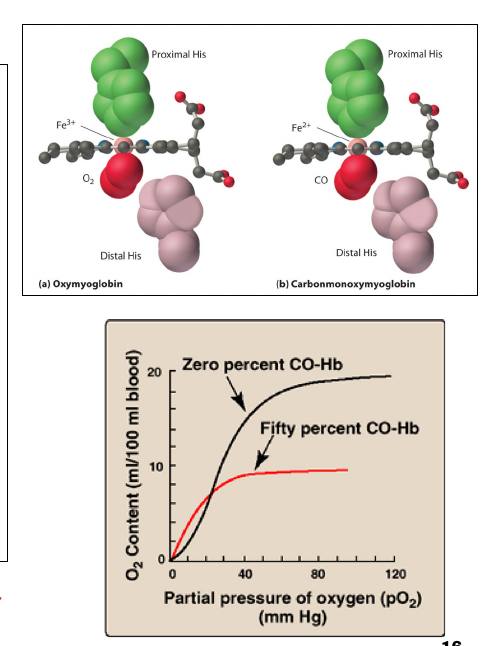 Proximal His
Proximal His
Fe3+
Fe2+
O2
CO
Distal His
Distal His
(a) Oxymyoglobin
(b) Carbonmonoxymyoglobin
Zero percent CO-Hb
Fifty percent CO-Hb
O2 Content (ml/100 ml blood)
20
10
0
0 40 80 120
Partial pressure of oxygen (pO2)
(mm Hg)